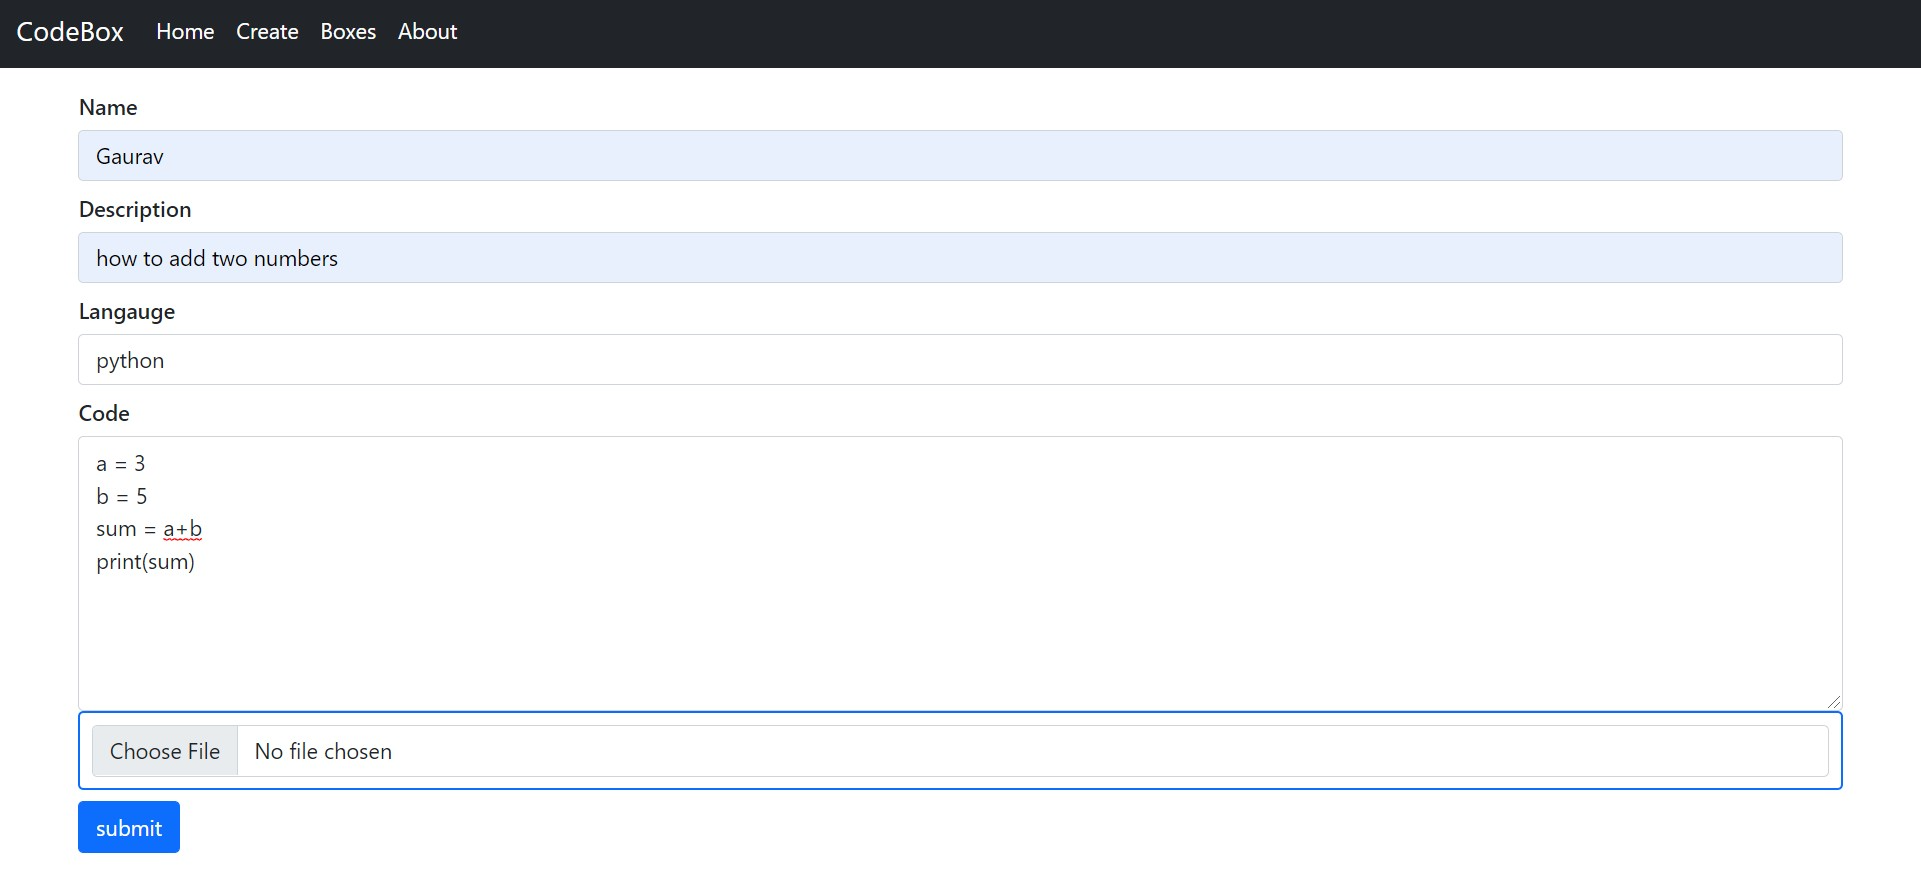 CodeBox Home Create Boxes About
Name
Gaurav
Description
how to add two numbers
Langauge
python
Code
a = 3
b = 5
sum = a+b
print(sum)
Choose File No file chosen
submit